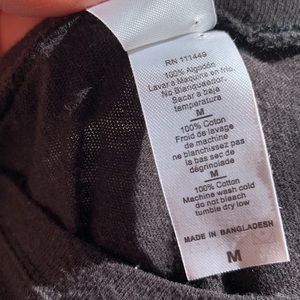 RN 111449
100% Algodón
Lavar a Maquina en frio.
No Blanqueador.
Secar a baja
temperatura
M
100% Coton
Froid de lavage
de machine
ne blanchissez pas
la bas sec de
dégrinolade
M
100% Cotton
Machine wash cold
do not bleach
tumble dry low
MADE IN BANGLADESH
M